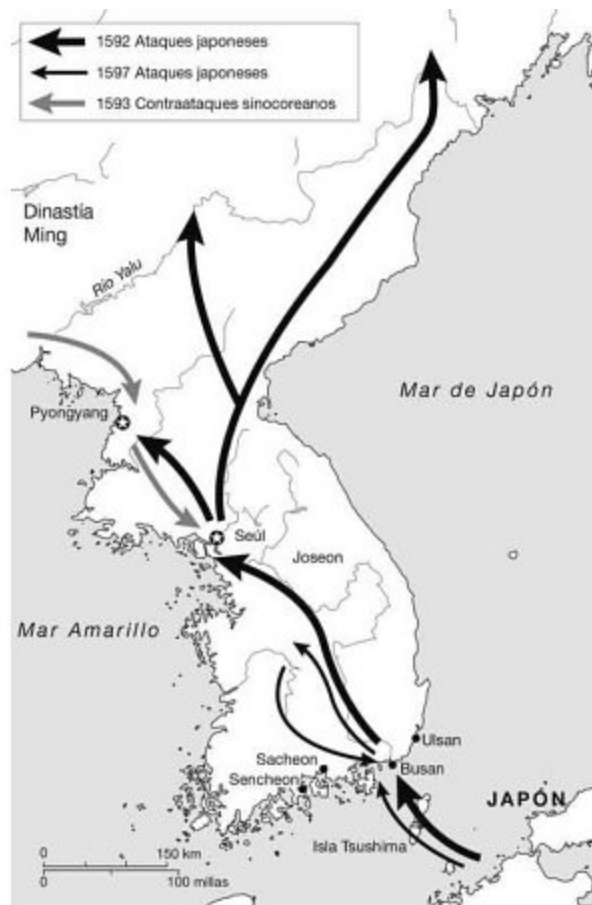 1592 Ataques japoneses
1597 Ataques japoneses
1593 Contraataques sinocoreanos
Dinastía
Ming
Río Yalu
Mar de Japón
Pyongyang
Seúl
Joseon
Mar Amarillo
Ulsan
Sacheon
Busan
Sencheon
JAPÓN
Isla Tsushima
0 150 km
0 100 millas